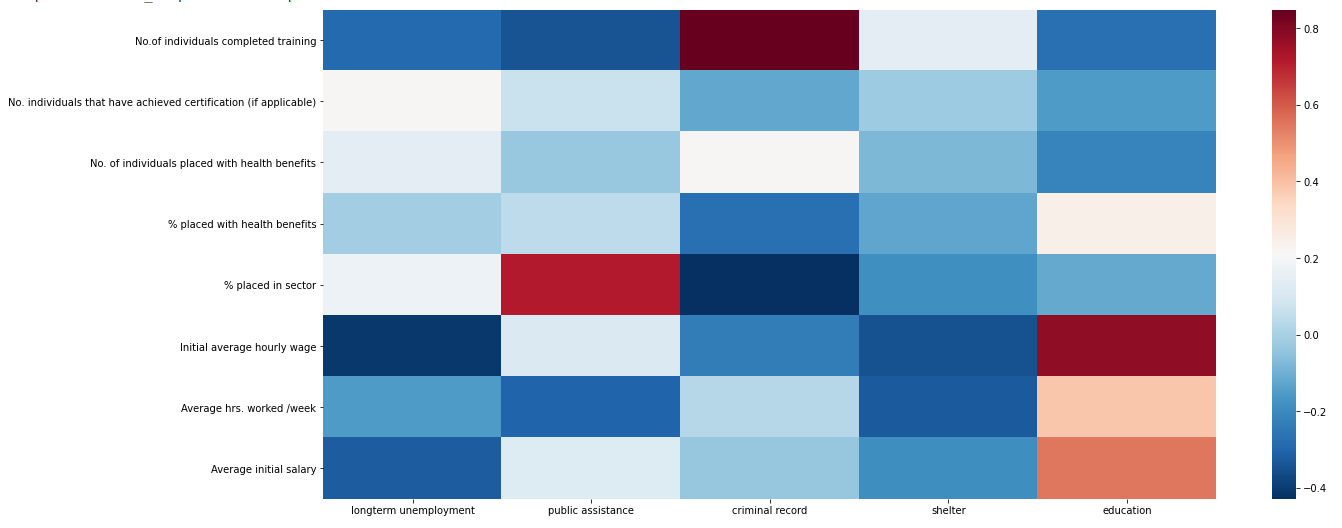 No.of individuals completed training
No. individuals that have achieved certification (if applicable)
No. of individuals placed with health benefits
% placed with health benefits
% placed in sector
Initial average hourly wage
Average hrs. worked /week
Average initial salary
longterm unemployment
public assistance
criminal record
shelter
education
0.8
0.6
0.4
0.2
0.0
−0.2
−0.4